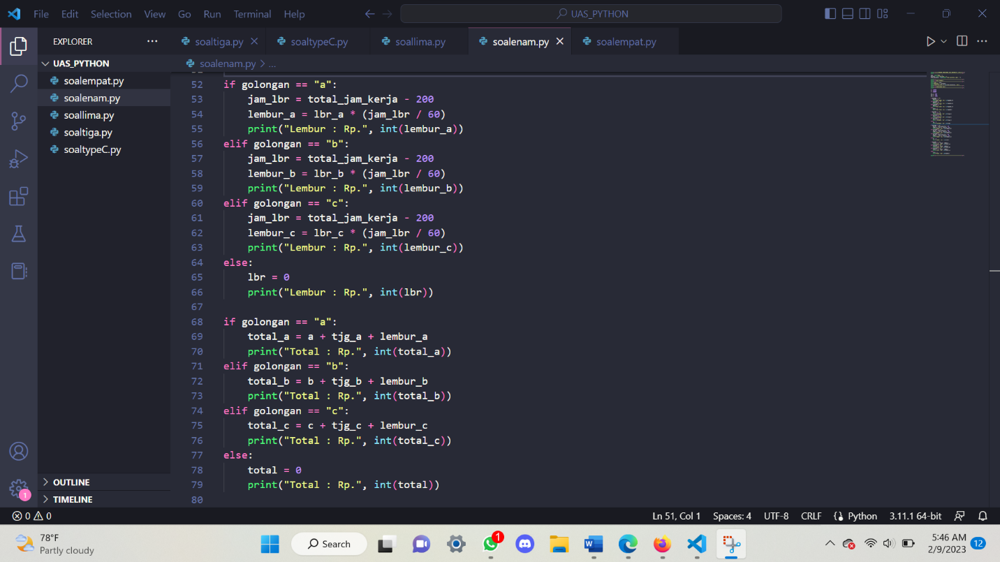 File Edit Selection View Go Run Terminal Help UAS_PYTHON
EXPLORER
soaltiga.py soaltypeC.py soallima.py soalenam.py soalempat.py
UAS_PYTHON
soalempat.py
soalenam.py
soallima.py
soaltiga.py
soaltypeC.py
soalenam.py > ...
52 if golongan == "a":
53 jam_lbr = total_jam_kerja - 200
54 lembur_a = lbr_a * (jam_lbr / 60)
55 print("Lembur : Rp.", int(lembur_a))
56 elif golongan == "b":
57 jam_lbr = total_jam_kerja - 200
58 lembur_b = lbr_b * (jam_lbr / 60)
59 print("Lembur : Rp.", int(lembur_b))
60 elif golongan == "c":
61 jam_lbr = total_jam_kerja - 200
62 lembur_c = lbr_c * (jam_lbr / 60)
63 print("Lembur : Rp.", int(lembur_c))
64 else:
65 lbr = 0
66 print("Lembur : Rp.", int(lbr))
67
68 if golongan == "a":
69 total_a = a + tjg_a + lembur_a
70 print("Total : Rp.", int(total_a))
71 elif golongan == "b":
72 total_b = b + tjg_b + lembur_b
73 print("Total : Rp.", int(total_b))
74 elif golongan == "c":
75 total_c = c + tjg_c + lembur_c
76 print("Total : Rp.", int(total_c))
77 else:
78 total = 0
79 print("Total : Rp.", int(total))
80
OUTLINE
TIMELINE
1
0 0 Ln 51, Col 1 Spaces: 4 UTF-8 CRLF Python 3.11.1 64-bit
78°F
Partly cloudy
Search
1
5:46 AM
2/9/2023
12